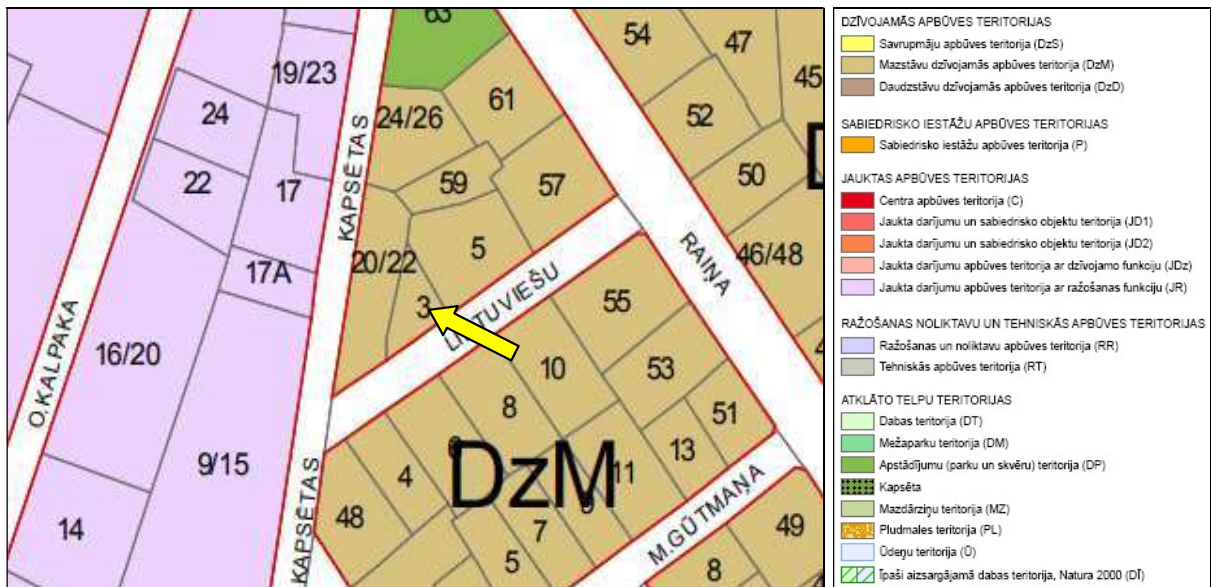 63
54
47
45
19/23
24
24/26
61
52
KAPSĒTAS
22
17
59
57
50
5
20/22
46/48
17A
3
LIETUVIEŠU
RAIŅA
55
16/20
O.KALPAKA
10
53
8
51
13
9/15
4
DzM
11
KAPSĒTAS
48
7
9
M.GŪTMAŅA
49
14
5
8
DZĪVOJAMĀS APBŪVES TERITORIJAS
Savrupmāju apbūves teritorija (DzS)
Mazstāvu dzīvojamās apbūves teritorija (DzM)
Daudzstāvu dzīvojamās apbūves teritorija (DzD)
SABIEDRISKO IESTĀŽU APBŪVES TERITORIJAS
Sabiedrisko iestāžu apbūves teritorija (P)
JAUKTAS APBŪVES TERITORIJAS
Centra apbūves teritorija (C)
Jaukta darījumu un sabiedrisko objektu teritorija (JD1)
Jaukta darījumu un sabiedrisko objektu teritorija (JD2)
Jaukta darījumu apbūves teritorija ar dzīvojamo funkciju (JDz)
Jaukta darījumu apbūves teritorija ar ražošanas funkciju (JR)
RAŽOŠANAS NOLIKTAVU UN TEHNISKĀS APBŪVES TERITORIJAS
Ražošanas un noliktavu apbūves teritorija (RR)
Tehniskās apbūves teritorija (RT)
ATKLĀTO TELPU TERITORIJAS
Dabas teritorija (DT)
Mežaparku teritorija (DM)
Apstādījumu (parku un skvēru) teritorija (DP)
Kapsēta
Mazdārziņu teritorija (MZ)
Pludmales teritorija (PL)
Ūdeņu teritorija (Ū)
Īpaši aizsargājamā dabas teritorija, Natura 2000 (DĪ)